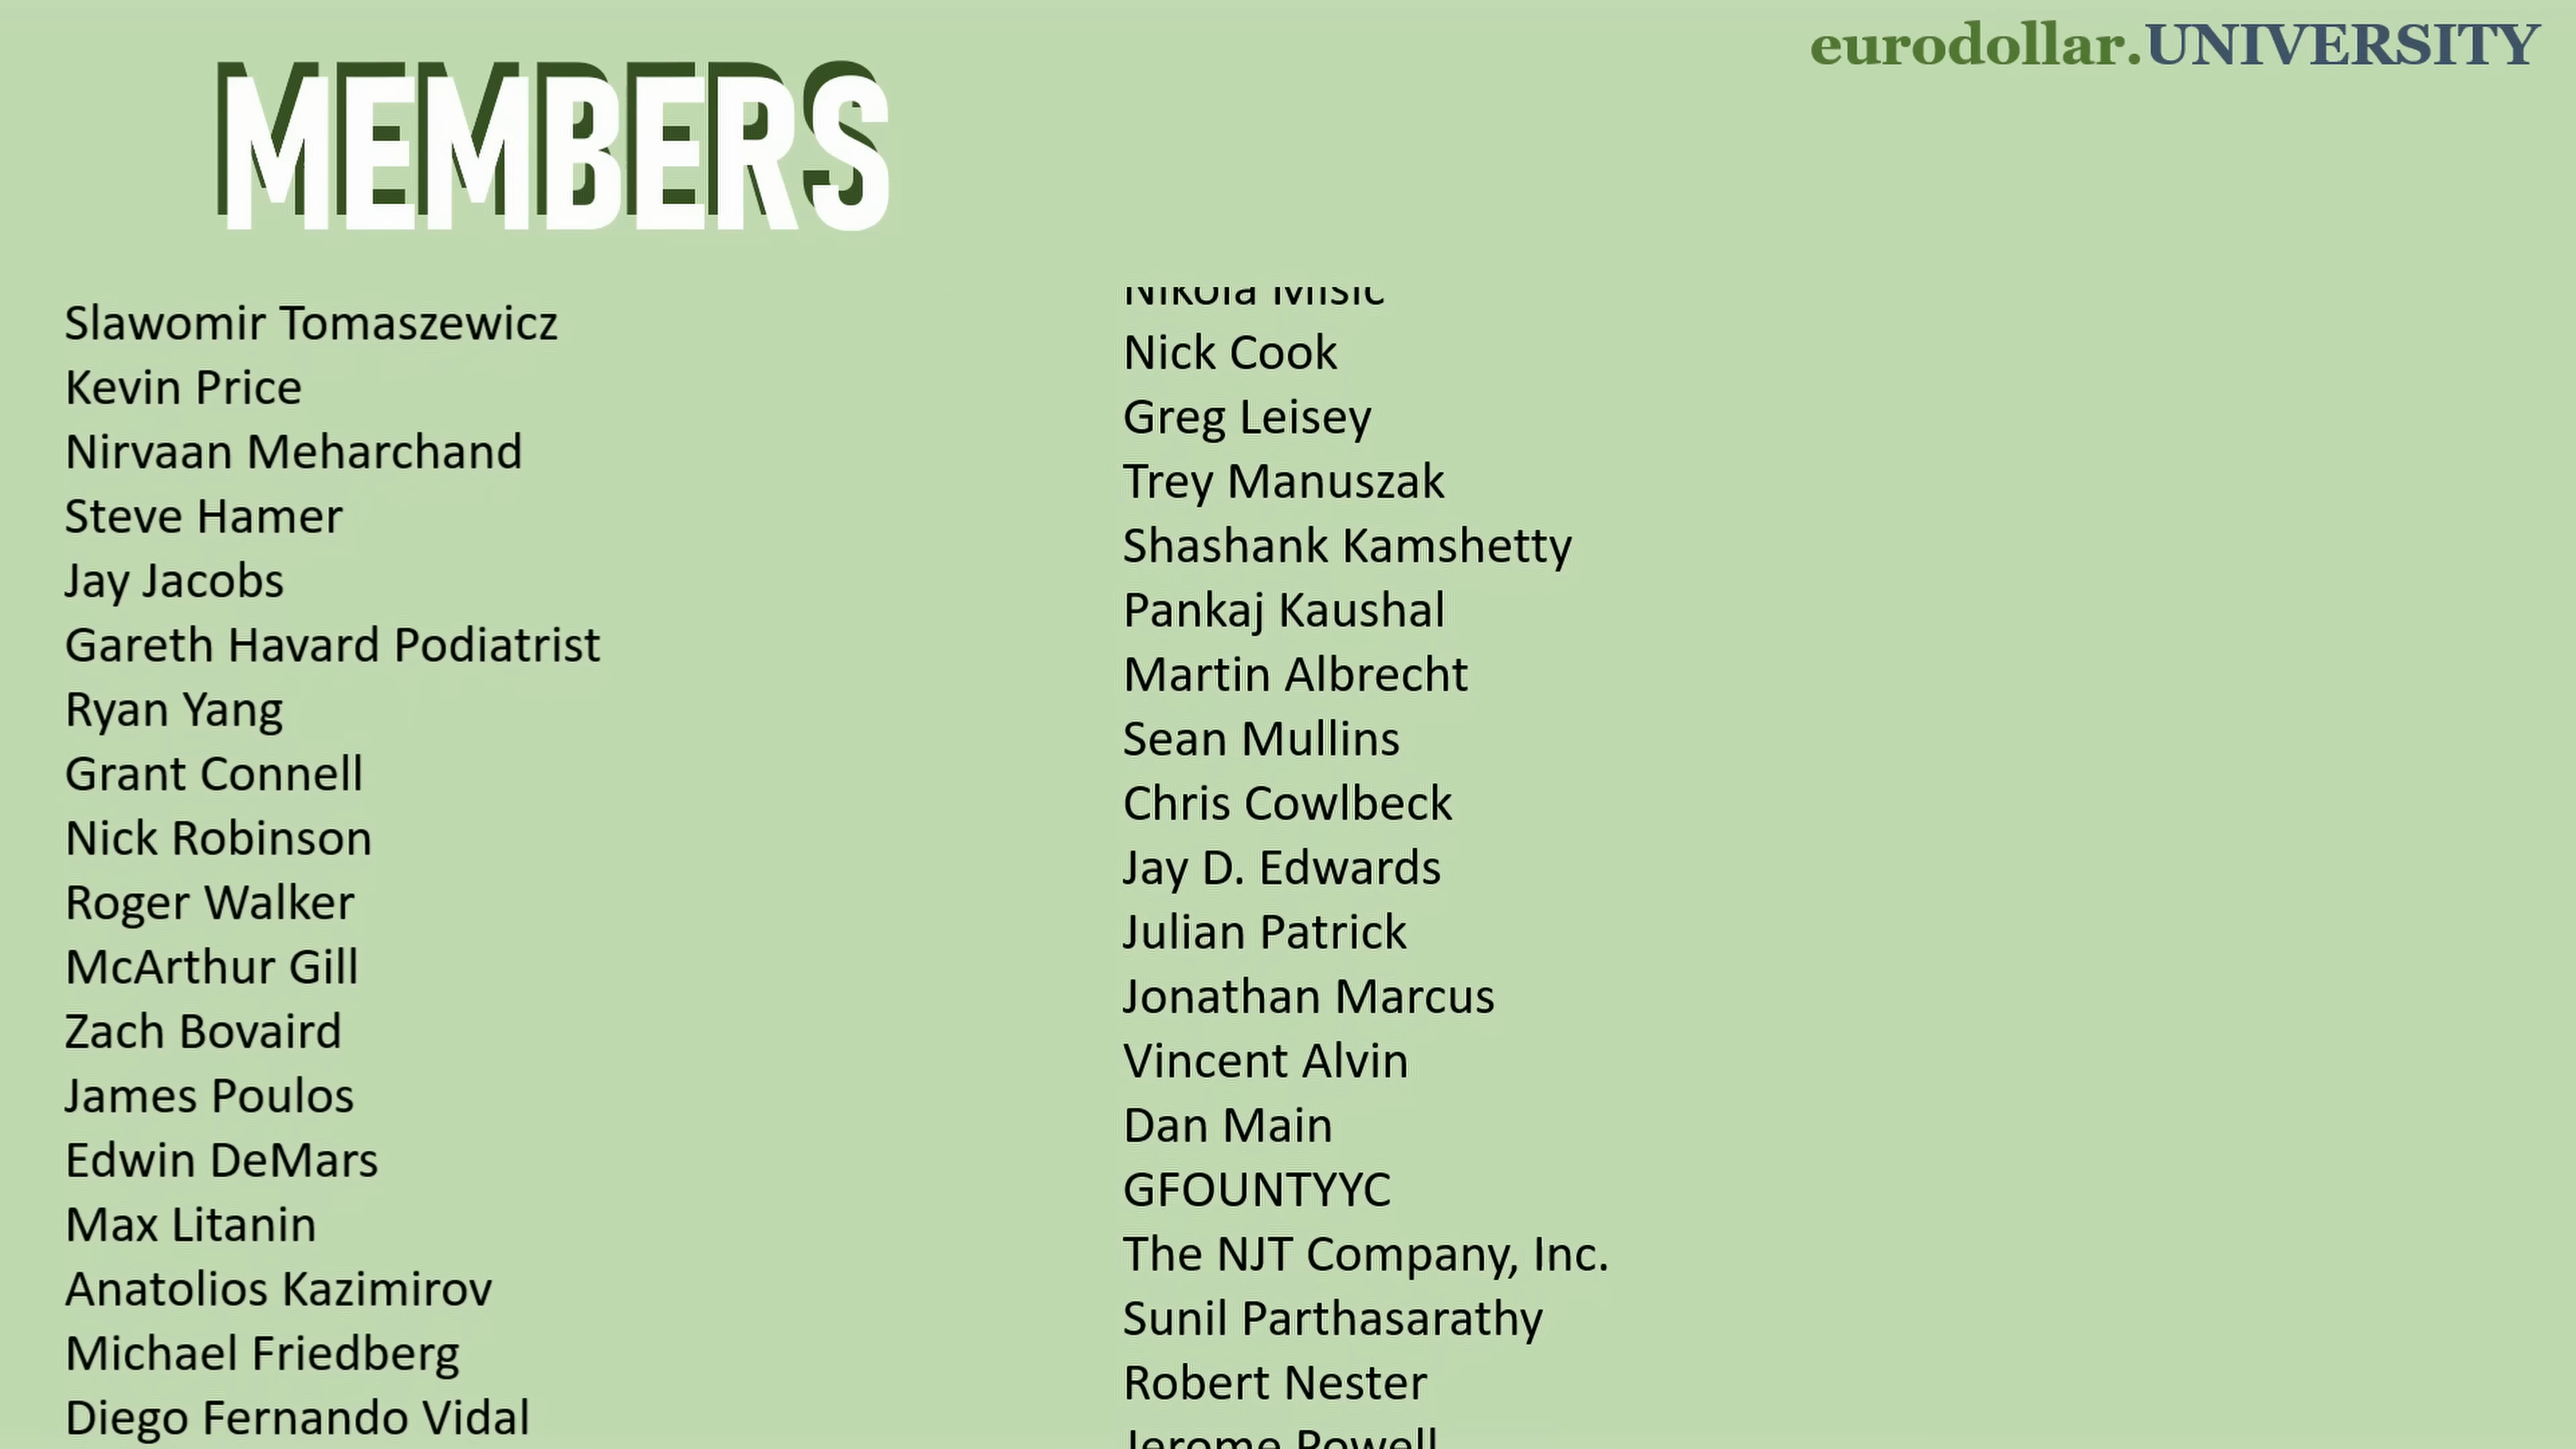 eurodollar.UNIVERSITY
MEMBERS
Slawomir Tomaszewicz
Kevin Price
Nirvaan Meharchand
Steve Hamer
Jay Jacobs
Gareth Havard Podiatrist
Ryan Yang
Grant Connell
Nick Robinson
Roger Walker
McArthur Gill
Zach Bovaird
James Poulos
Edwin DeMars
Max Litanin
Anatolios Kazimirov
Michael Friedberg
Diego Fernando Vidal
Nikola Misic
Nick Cook
Greg Leisey
Trey Manuszak
Shashank Kamshetty
Pankaj Kaushal
Martin Albrecht
Sean Mullins
Chris Cowlbeck
Jay D. Edwards
Julian Patrick
Jonathan Marcus
Vincent Alvin
Dan Main
GFOUNTYYC
The NJT Company, Inc.
Sunil Parthasarathy
Robert Nester
Jerome Powell